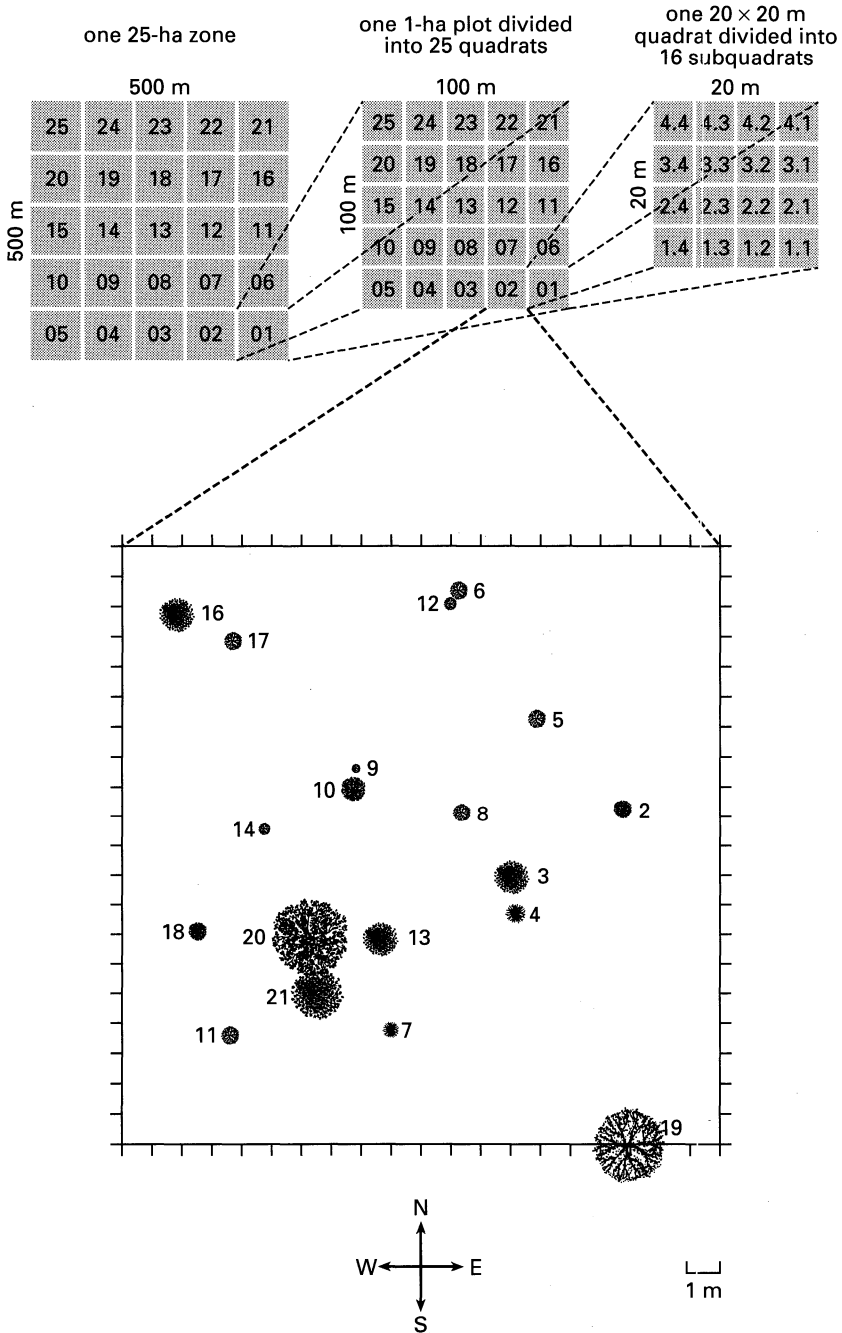 one 25-ha zone
500 m
500 m
25 24 23 22 21
20 19 18 17 16
15 14 13 12 11
10 09 08 07 06
05 04 03 02 01
one 1-ha plot divided
into 25 quadrats
100 m
100 m
25 24 23 22 21
20 19 18 17 16
15 14 13 12 11
10 09 08 07 06
05 04 03 02 01
one 20 × 20 m
quadrat divided into
16 subquadrats
20 m
20 m
4.4 4.3 4.2 4.1
3.4 3.3 3.2 3.1
2.4 2.3 2.2 2.1
1.4 1.3 1.2 1.1
6
12
16
17
5
9
10
2
8
14
3
4
18
20
13
21
7
11
19
N
W E
S
1 m